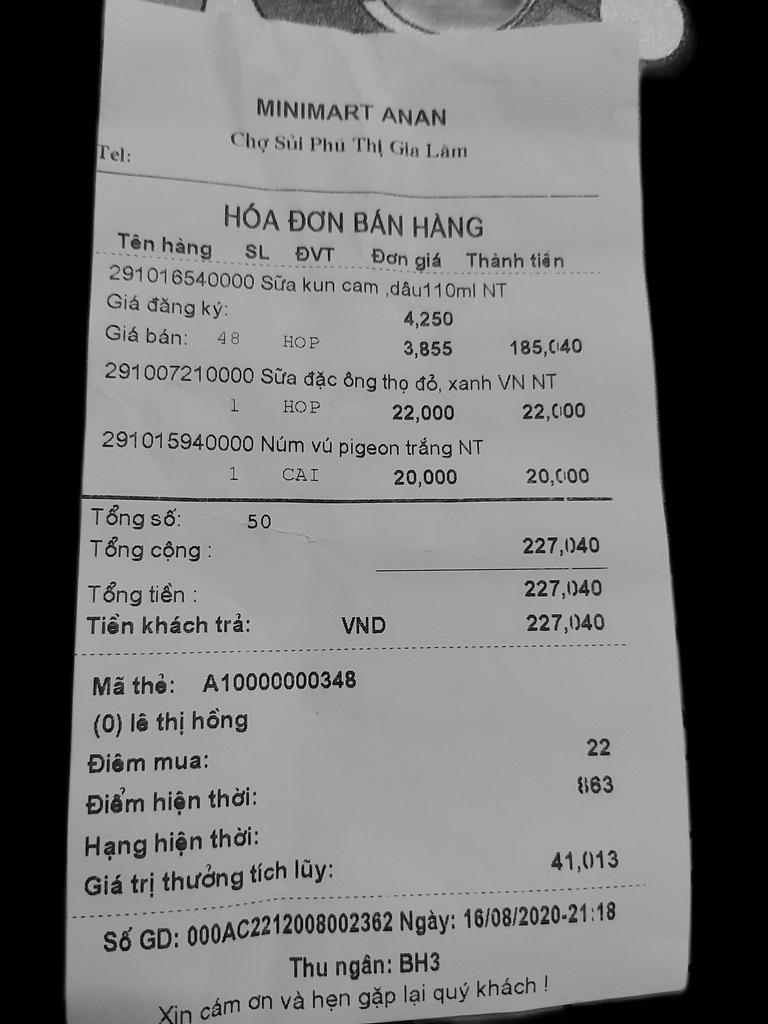 MINIMART ANAN
Chợ Sủi Phú Thị Gia Lâm
Tel:
HÓA ĐƠN BÁN HÀNG
Tên hàng SL ĐVT Đơn giá Thành tiền
291016540000 Sữa kun cam ,dâu110ml NT
Giá đăng ký: 4,250
Giá bán: 48 HOP 3,855 185,040
291007210000 Sữa đặc ông thọ đỏ, xanh VN NT
1 HOP 22,000 22,000
291015940000 Núm vú pigeon trắng NT
1 CAI 20,000 20,000
Tổng số: 50
Tổng cộng : 227,040
Tổng tiền : 227,040
Tiền khách trả: VND 227,040
Mã thẻ: A10000000348
(0) lê thị hồng
Điểm mua: 22
Điểm hiện thời: 863
Hạng hiện thời:
Giá trị thưởng tích lũy: 41,013
Số GD: 000AC2212008002362 Ngày: 16/08/2020-21:18
Thu ngân: BH3
Xin cám ơn và hẹn gặp lại quý khách !